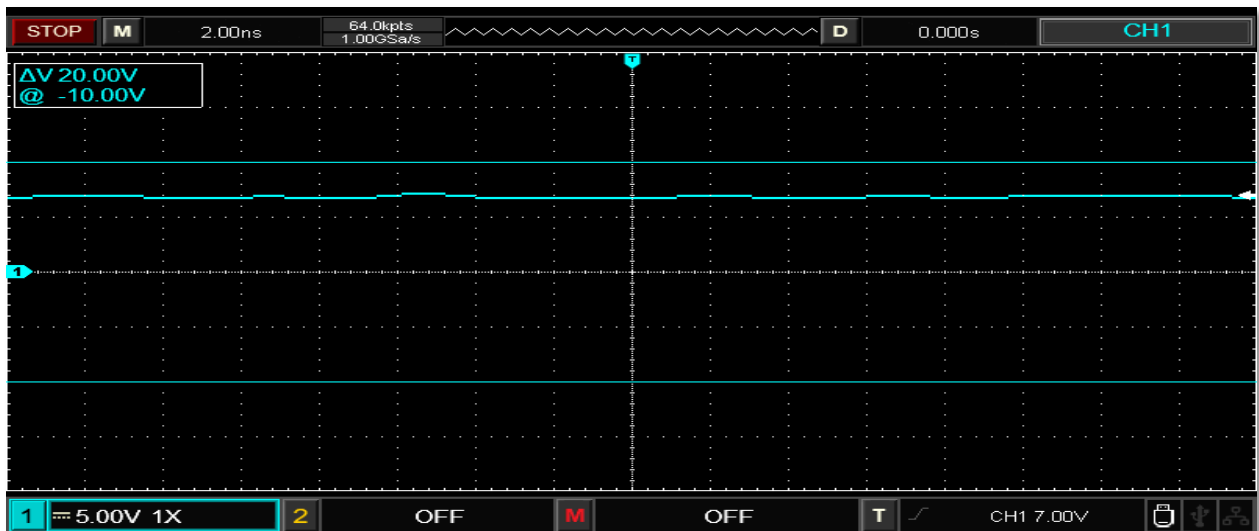 STOP M 2.00ns 64.0kpts D 0.000s CH1
1.00GSa/s
T
ΔV 20.00V
@ -10.00V
1
1 5.00V 1X 2 OFF M OFF T CH1 7.00V